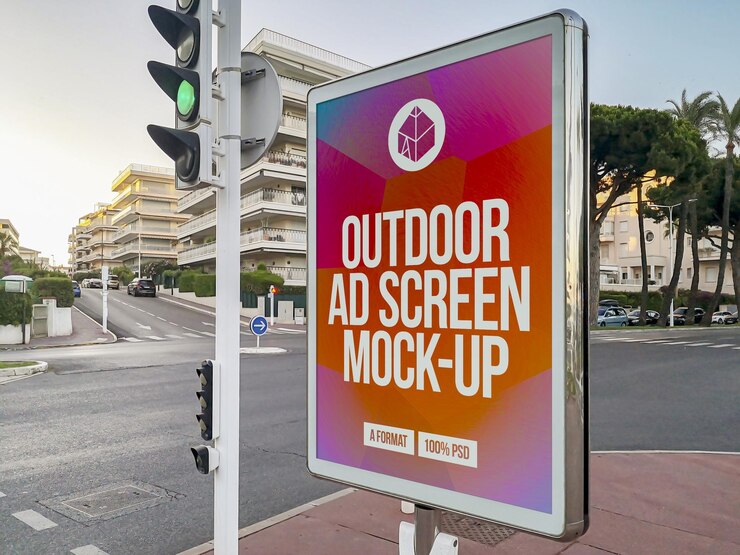 OUTDOOR
AD SCREEN
MOCK-UP
A FORMAT
100% PSD